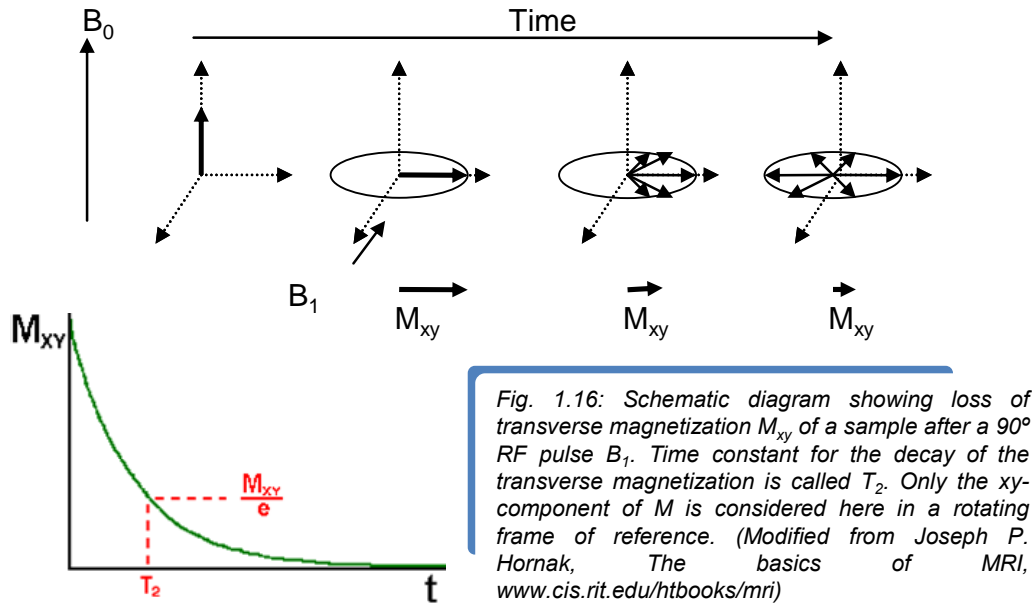 B₀
Time
B₁
Mxy
Mxy
Mxy
MXY
MXY
e
T₂
t
Fig. 1.16: Schematic diagram showing loss of
transverse magnetization Mxy of a sample after a 90º
RF pulse B₁. Time constant for the decay of the
transverse magnetization is called T₂. Only the xy-
component of M is considered here in a rotating
frame of reference. (Modified from Joseph P.
Hornak, The basics of MRI,
www.cis.rit.edu/htbooks/mri)